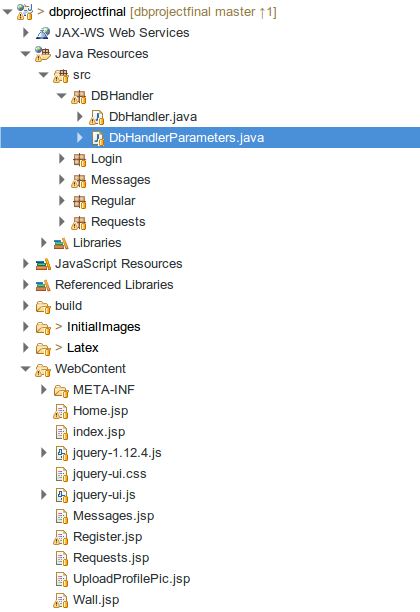 > dbprojectfinal [dbprojectfinal master ↑1]
JAX-WS Web Services
Java Resources
src
DBHandler
DbHandler.java
DbHandlerParameters.java
Login
Messages
Regular
Requests
Libraries
JavaScript Resources
Referenced Libraries
build
> InitialImages
> Latex
WebContent
META-INF
Home.jsp
index.jsp
jquery-1.12.4.js
jquery-ui.css
jquery-ui.js
Messages.jsp
Register.jsp
Requests.jsp
UploadProfilePic.jsp
Wall.jsp